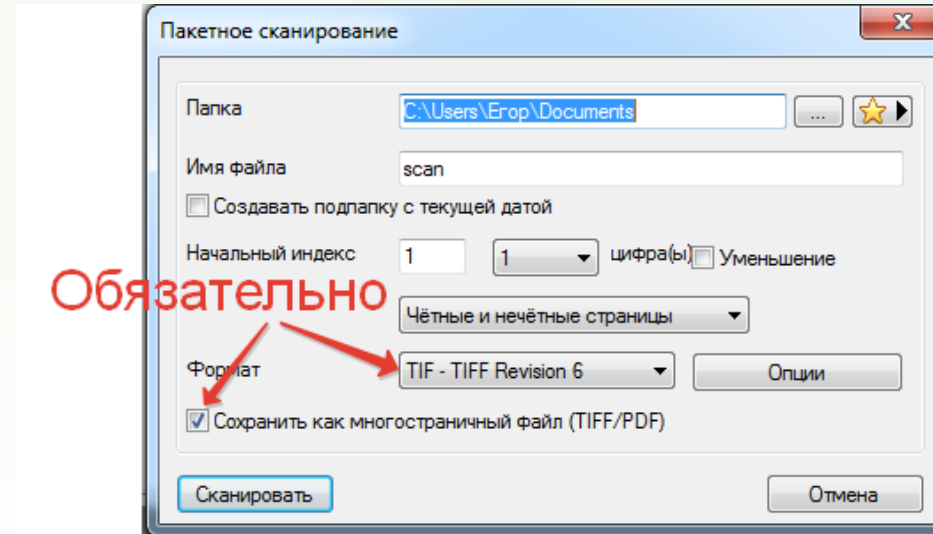 Пакетное сканирование
Папка
C:\Users\Егор\Documents
...
Имя файла
scan
Создавать подпапку с текущей датой
Начальный индекс 1 1 цифра(ы) Уменьшение
Обязательно
Чётные и нечётные страницы
Формат TIF - TIFF Revision 6 Опции
Сохранить как многостраничный файл (TIFF/PDF)
Сканировать Отмена